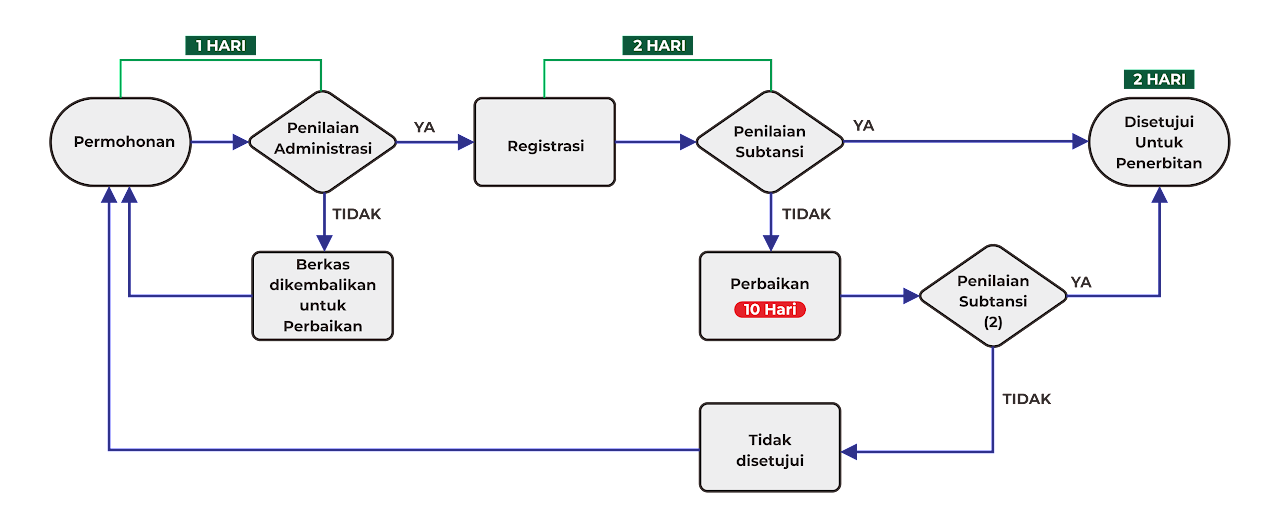 1 HARI
2 HARI
2 HARI
Permohonan
Penilaian
Administrasi
YA
Registrasi
Penilaian
Subtansi
YA
Disetujui
Untuk
Penerbitan
TIDAK
TIDAK
Berkas
dikembalikan
untuk
Perbaikan
Perbaikan
10 Hari
Penilaian
Subtansi
(2)
YA
TIDAK
Tidak
disetujui